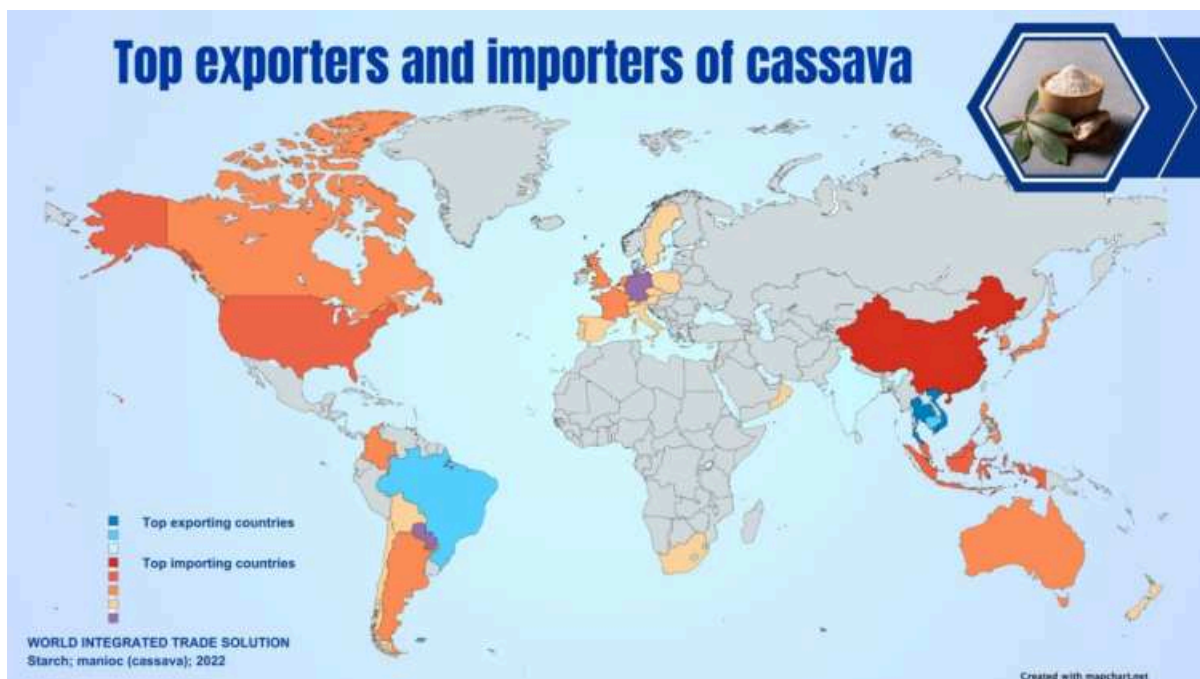 Top exporters and importers of cassava
Top exporting countries
Top importing countries
WORLD INTEGRATED TRADE SOLUTION
Starch; manioc (cassava); 2022
Created with mapchart.net